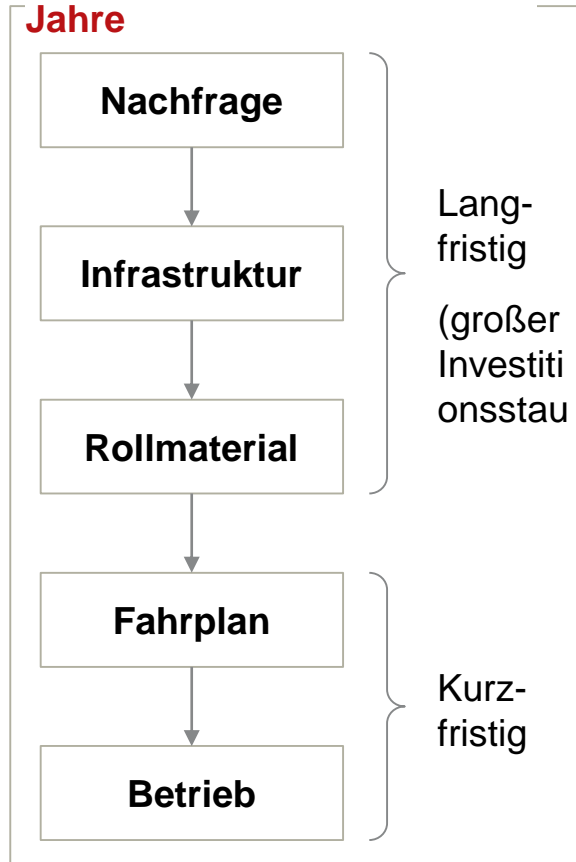 Jahre
Nachfrage
Infrastruktur
Rollmaterial
Lang-
fristig
(großer
Investiti
onsstau
Fahrplan
Betrieb
Kurz-
fristig